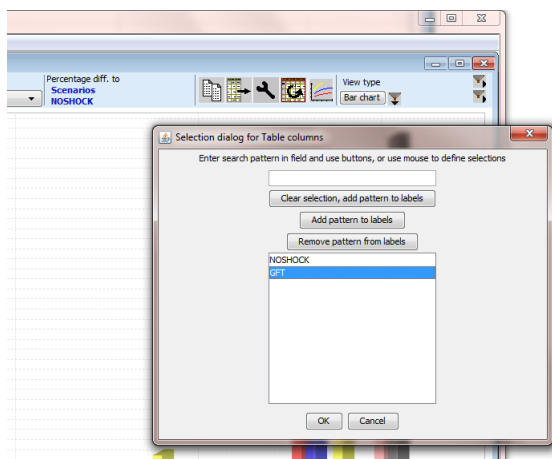 Percentage diff. to
Scenarios
NOSHOCK
View type
Bar chart
Selection dialog for Table columns
Enter search pattern in field and use buttons, or use mouse to define selections
Clear selection, add pattern to labels
Add pattern to labels
Remove pattern from labels
NOSHOCK
GFT
OK Cancel